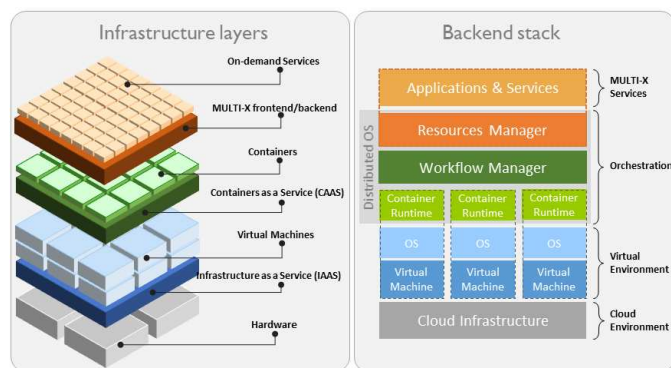 Infrastructure layers
On-demand Services
MULTI-X frontend/backend
Containers
Containers as a Service (CAAS)
Virtual Machines
Infrastructure as a Service (IAAS)
Hardware
Backend stack
Distributed OS
Applications & Services
Resources Manager
Workflow Manager
Container
Runtime
Container
Runtime
Container
Runtime
OS
OS
OS
Virtual
Machine
Virtual
Machine
Virtual
Machine
Cloud Infrastructure
MULTI-X
Services
Orchestration
Virtual
Environment
Cloud
Environment